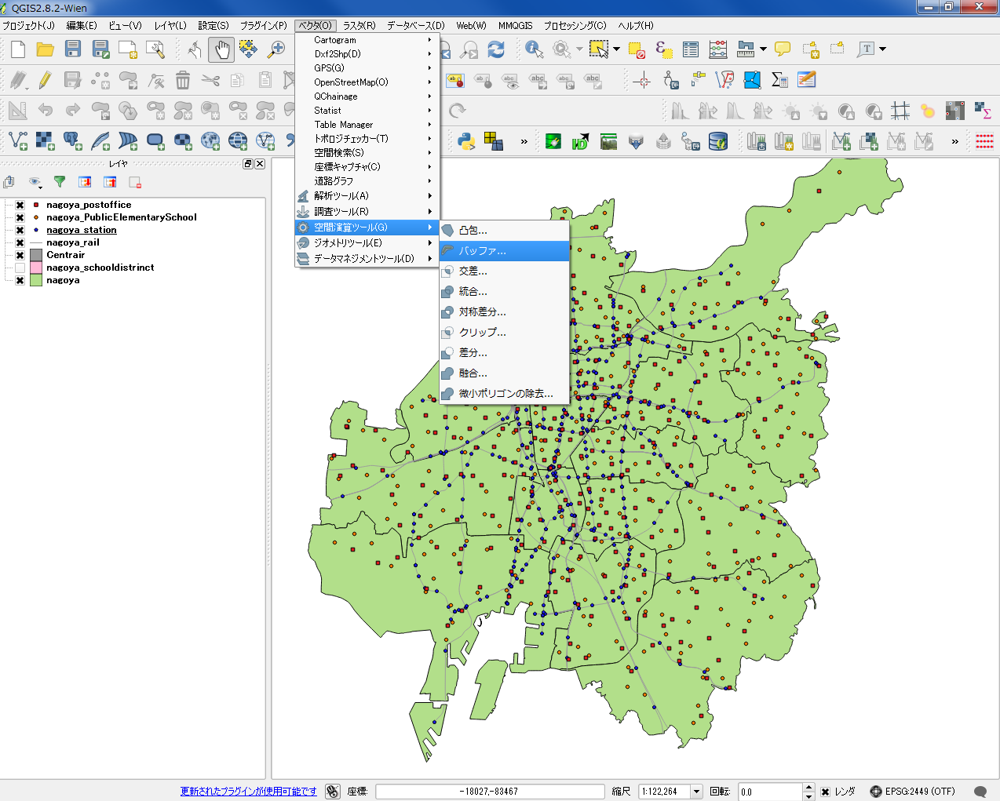 QGIS2.8.2-Wien
プロジェクト(J) 編集(E) ビュー(V) レイヤ(L) 設定(S) プラグイン(P) ベクタ(O) ラスタ(R) データベース(D) Web(W) MMQGIS プロセッシング(C) ヘルプ(H)
Cartogram
Dxf2Shp(D)
GPS(G)
OpenStreetMap(O)
QChainage
Statist
Table Manager
トポロジチェッカー(T)
空間検索(S)
座標キャプチャ(C)
道路グラフ
解析ツール(A)
調査ツール(R)
空間演算ツール(G)
ジオメトリツール(E)
データマネジメントツール(D)
凸包...
バッファ...
交差...
統合...
対称差分...
クリップ...
差分...
融合...
微小ポリゴンの除去...
レイヤ
nagoya_postoffice
nagoya_PublicElementarySchool
nagoya_station
nagoya_rail
Centrair
nagoya_schooldistrinct
nagoya
更新されたプラグインが使用可能です 座標: -18027,-83467 縮尺 1:122,264 回転: 0.0 レンダ EPSG:2449 (OTF)